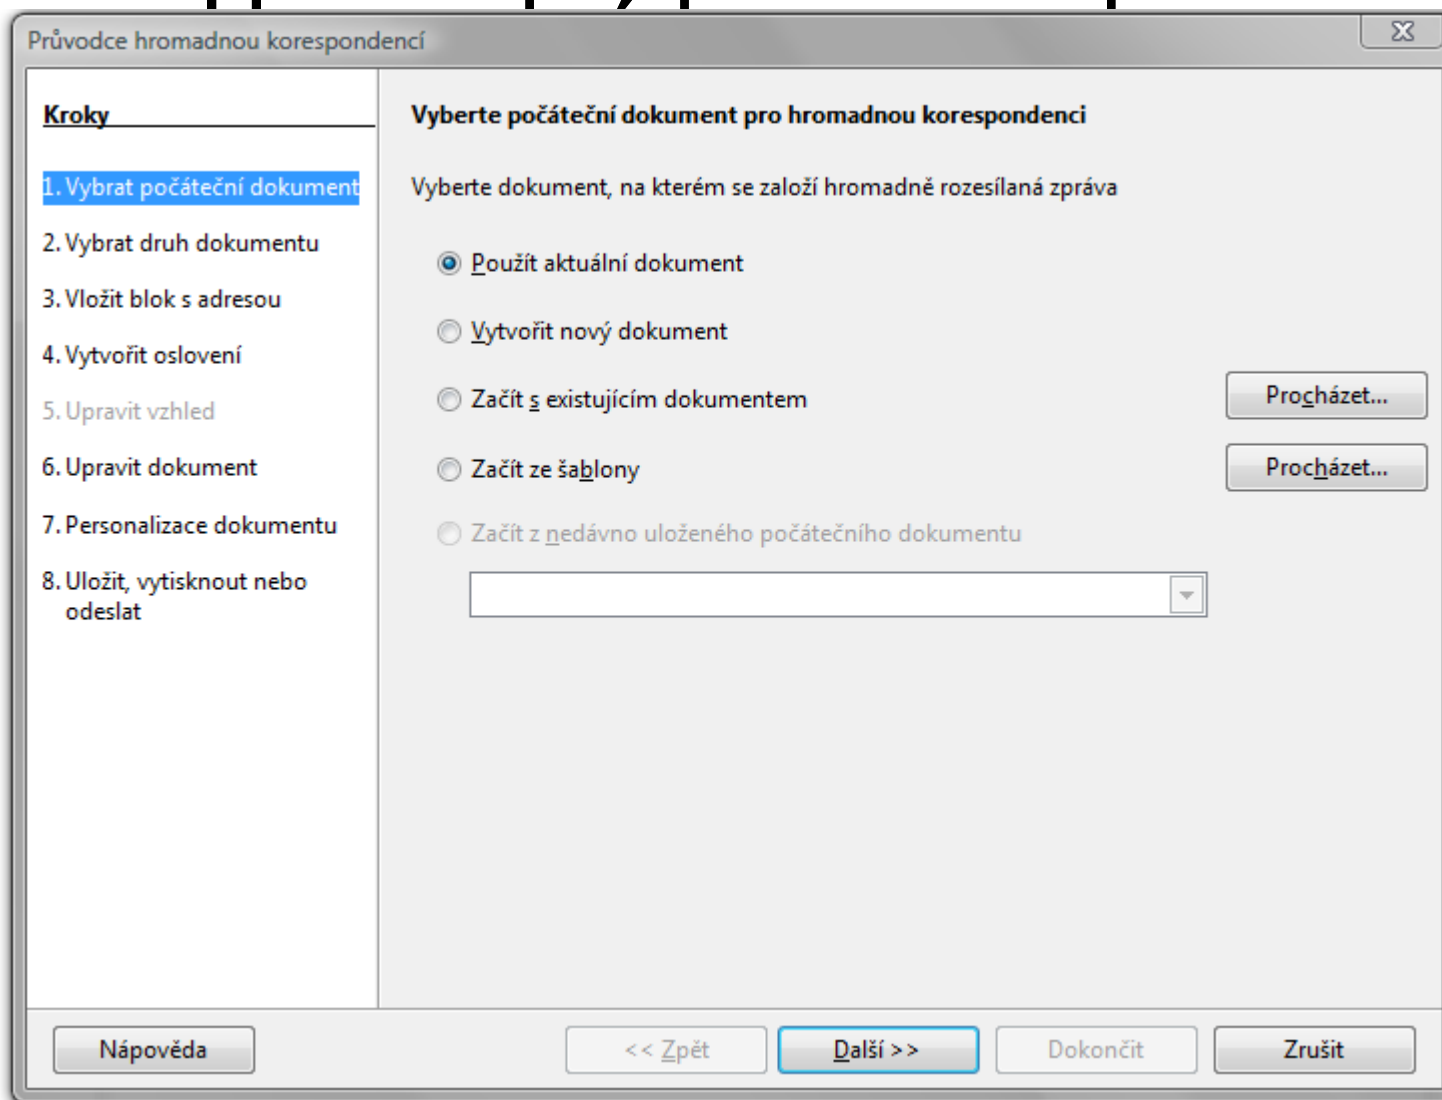 Průvodce hromadnou korespondencí
Kroky
1. Vybrat počáteční dokument
2. Vybrat druh dokumentu
3. Vložit blok s adresou
4. Vytvořit oslovení
5. Upravit vzhled
6. Upravit dokument
7. Personalizace dokumentu
8. Uložit, vytisknout nebo
odeslat
Vyberte počáteční dokument pro hromadnou korespondenci
Vyberte dokument, na kterém se založí hromadně rozesílaná zpráva
Použít aktuální dokument
Vytvořit nový dokument
Začít s existujícím dokumentem
Procházet...
Začít ze šablony
Procházet...
Začít z nedávno uloženého počátečního dokumentu
Nápověda
<< Zpět
Další >>
Dokončit
Zrušit